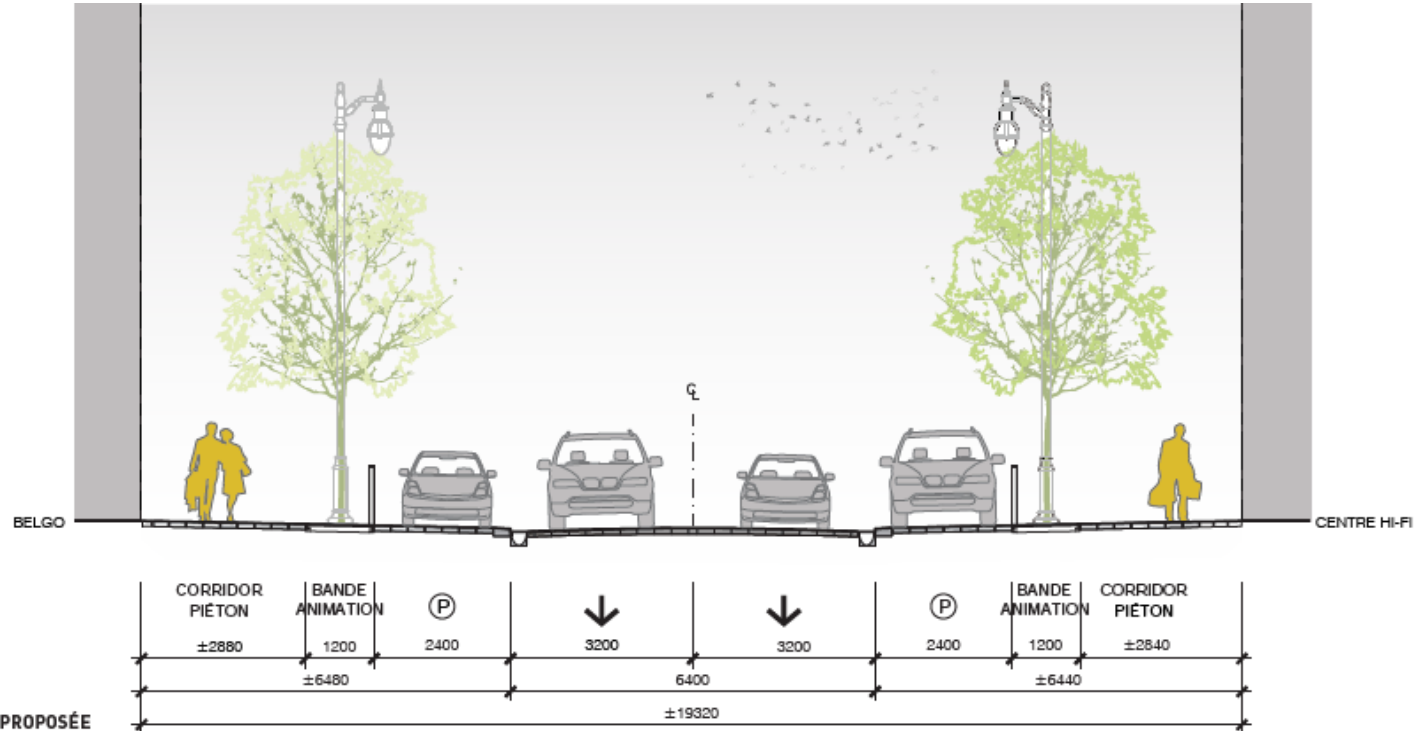 ℄
BELGO
CENTRE HI-FI
CORRIDOR
PIÉTON
BANDE
ANIMATION
P
P
BANDE
ANIMATION
CORRIDOR
PIÉTON
±2880 1200 2400 3200 3200 2400 1200 ±2840
±6480 6400 ±6440
±19320
PROPOSÉE